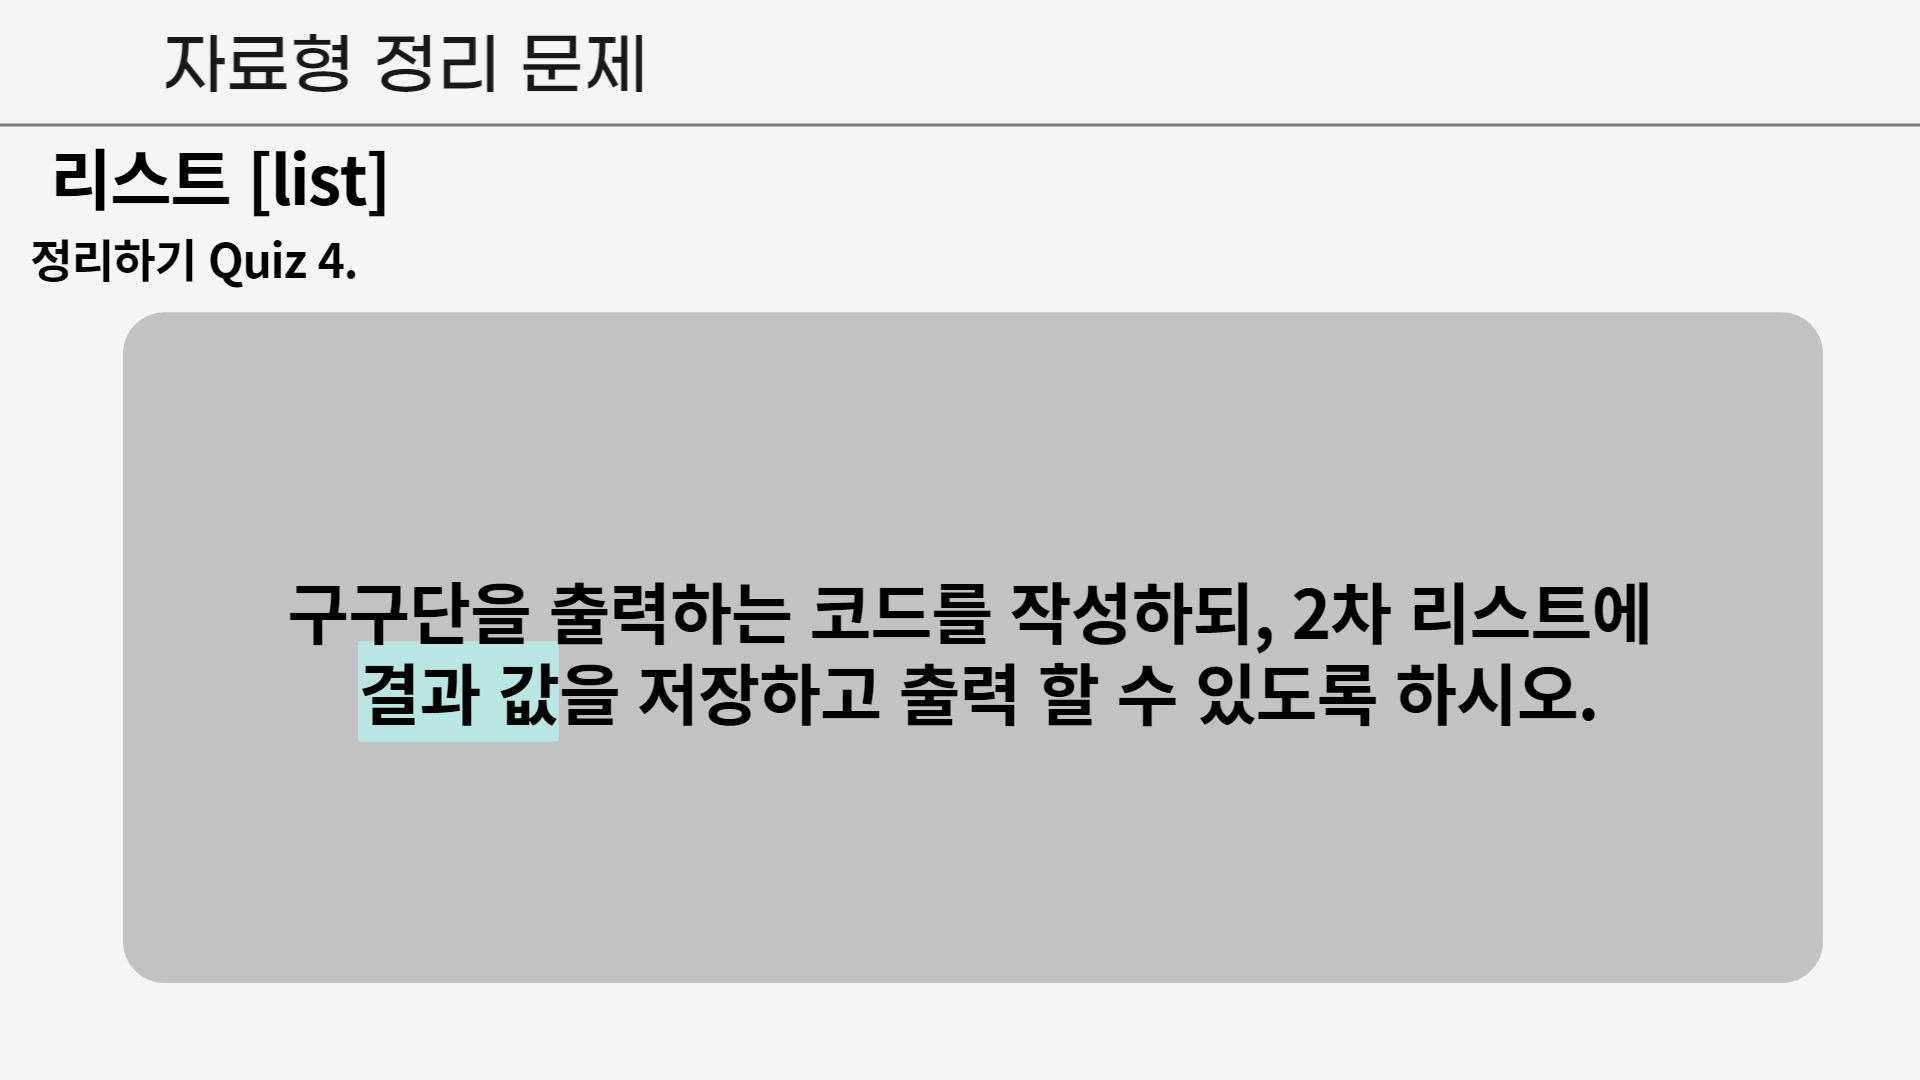 자료형 정리 문제
리스트 [list]
정리하기 Quiz 4.
구구단을 출력하는 코드를 작성하되, 2차 리스트에
결과 값을 저장하고 출력 할 수 있도록 하시오.